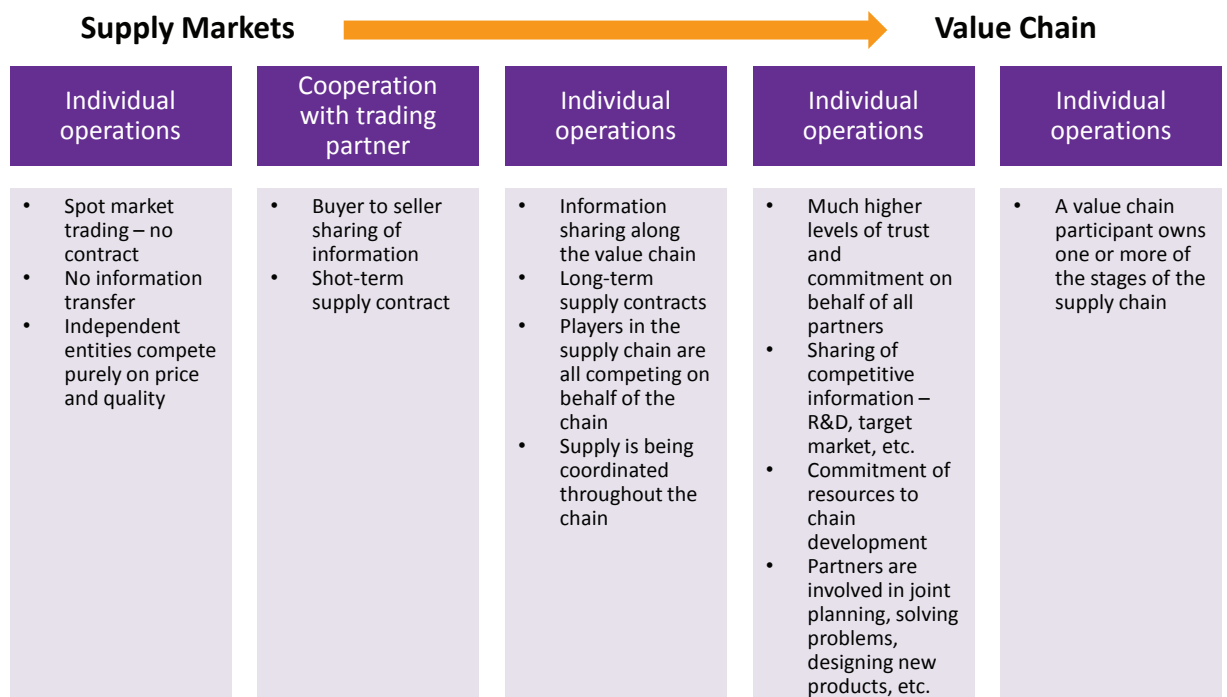 Supply Markets
Value Chain
Individual
operations
Cooperation
with trading
partner
Individual
operations
Individual
operations
Individual
operations
• Spot market
trading – no
contract
• No information
transfer
• Independent
entities compete
purely on price
and quality
• Buyer to seller
sharing of
information
• Shot-term
supply contract
• Information
sharing along
the value chain
• Long-term
supply contracts
• Players in the
supply chain are
all competing on
behalf of the
chain
• Supply is being
coordinated
throughout the
chain
• Much higher
levels of trust
and
commitment on
behalf of all
partners
• Sharing of
competitive
information –
R&D, target
market, etc.
• Commitment of
resources to
chain
development
• Partners are
involved in joint
planning, solving
problems,
designing new
products, etc.
• A value chain
participant owns
one or more of
the stages of the
supply chain